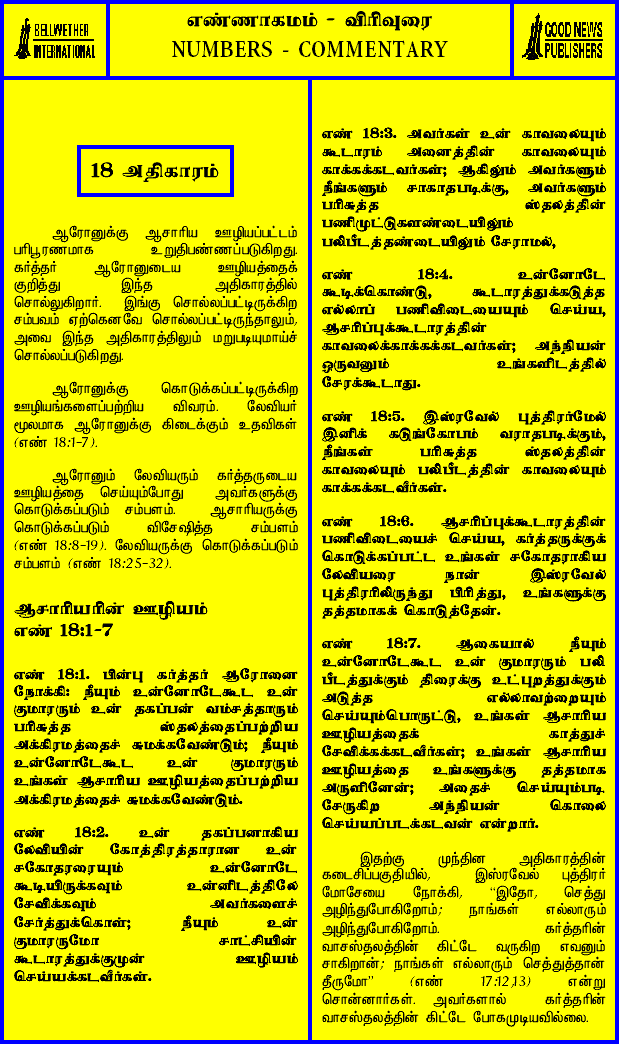 BELLWETHER
INTERNATIONAL
எண்ணாகமம் - விரிவுரை
NUMBERS - COMMENTARY
GOOD NEWS
PUBLISHERS
18 அதிகாரம்
ஆரோனுக்கு ஆசாரிய ஊழியப்பட்டம்
பரிபூரணமாக உறுதிபண்ணப்படுகிறது.
கர்த்தர் ஆரோனுடைய ஊழியத்தைக்
குறித்து இந்த அதிகாரத்தில்
சொல்லுகிறார். இங்கு சொல்லப்பட்டிருக்கிற
சம்பவம் ஏற்கெனவே சொல்லப்பட்டிருந்தாலும்,
அவை இந்த அதிகாரத்திலும் மறுபடியுமாய்ச்
சொல்லப்படுகிறது.
ஆரோனுக்கு கொடுக்கப்பட்டிருக்கிற
ஊழியங்களைப்பற்றிய விவரம். லேவியர்
மூலமாக ஆரோனுக்கு கிடைக்கும் உதவிகள்
(எண் 18:1-7).
ஆரோனும் லேவியரும் கர்த்தருடைய
ஊழியத்தை செய்யும்போது அவர்களுக்கு
கொடுக்கப்படும் சம்பளம். ஆசாரியருக்கு
கொடுக்கப்படும் விசேஷித்த சம்பளம்
(எண் 18:8-19). லேவியருக்கு கொடுக்கப்படும்
சம்பளம் (எண் 18:25-32).
ஆசாரியரின் ஊழியம்
எண் 18:1-7
எண் 18:1. பின்பு கர்த்தர் ஆரோனை
நோக்கி: நீயும் உன்னோடேகூட உன்
குமாரரும் உன் தகப்பன் வம்சத்தாரும்
பரிசுத்த ஸ்தலத்தைப்பற்றிய
அக்கிரமத்தைச் சுமக்கவேண்டும்; நீயும்
உன்னோடேகூட உன் குமாரரும்
உங்கள் ஆசாரிய ஊழியத்தைப்பற்றிய
அக்கிரமத்தைச் சுமக்கவேண்டும்.
எண் 18:2. உன் தகப்பனாகிய
லேவியின் கோத்திரத்தாரான உன்
சகோதரரையும் உன்னோடே
கூடியிருக்கவும் உன்னிடத்திலே
சேவிக்கவும் அவர்களைச்
சேர்த்துக்கொள்; நீயும் உன்
குமாரருமோ சாட்சியின்
கூடாரத்துக்குமுன் ஊழியம்
செய்யக்கடவீர்கள்.
எண் 18:3. அவர்கள் உன் காவலையும்
கூடாரம் அனைத்தின் காவலையும்
காக்கக்கடவர்கள்; ஆகிலும் அவர்களும்
நீங்களும் சாகாதபடிக்கு, அவர்களும்
பரிசுத்த ஸ்தலத்தின்
பணிமுட்டுகளண்டையிலும்
பலிபீடத்தண்டையிலும் சேராமல்,
எண் 18:4. உன்னோடே
கூடிக்கொண்டு, கூடாரத்துக்கடுத்த
எல்லாப் பணிவிடையையும் செய்ய,
ஆசரிப்புக்கூடாரத்தின்
காவலைக்காக்கக்கடவர்கள்; அந்நியன்
ஒருவனும் உங்களிடத்தில்
சேரக்கூடாது.
எண் 18:5. இஸ்ரவேல் புத்திரர்மேல்
இனிக் கடுங்கோபம் வராதபடிக்கும்,
நீங்கள் பரிசுத்த ஸ்தலத்தின்
காவலையும் பலிபீடத்தின் காவலையும்
காக்கக்கடவீர்கள்.
எண் 18:6. ஆசரிப்புக்கூடாரத்தின்
பணிவிடையைச் செய்ய, கர்த்தருக்குக்
கொடுக்கப்பட்ட உங்கள் சகோதரராகிய
லேவியரை நான் இஸ்ரவேல்
புத்திரரிலிருந்து பிரித்து, உங்களுக்கு
தத்தமாகக் கொடுத்தேன்.
எண் 18:7. ஆகையால் நீயும்
உன்னோடேகூட உன் குமாரரும் பலி
பீடத்துக்கும் திரைக்கு உட்புறத்துக்கும்
அடுத்த எல்லாவற்றையும்
செய்யும்பொருட்டு, உங்கள் ஆசாரிய
ஊழியத்தைக் காத்துச்
சேவிக்கக்கடவீர்கள்; உங்கள் ஆசாரிய
ஊழியத்தை உங்களுக்கு தத்தமாக
அருளினேன்; அதைச் செய்யும்படி
சேருகிற அந்நியன் கொலை
செய்யப்படக்கடவன் என்றார்.
இதற்கு முந்தின அதிகாரத்தின்
கடைசிப்பகுதியில், இஸ்ரவேல் புத்திரர்
மோசேயை நோக்கி, "இதோ, செத்து
அழிந்துபோகிறோம்; நாங்கள் எல்லாரும்
அழிந்துபோகிறோம். கர்த்தரின்
வாசஸ்தலத்தின் கிட்டே வருகிற எவனும்
சாகிறான்; நாங்கள் எல்லாரும் செத்துத்தான்
தீருமோ" (எண் 17:12,13) என்று
சொன்னார்கள். அவர்களால் கர்த்தரின்
வாசஸ்தலத்தின் கிட்டே போகமுடியவில்லை.